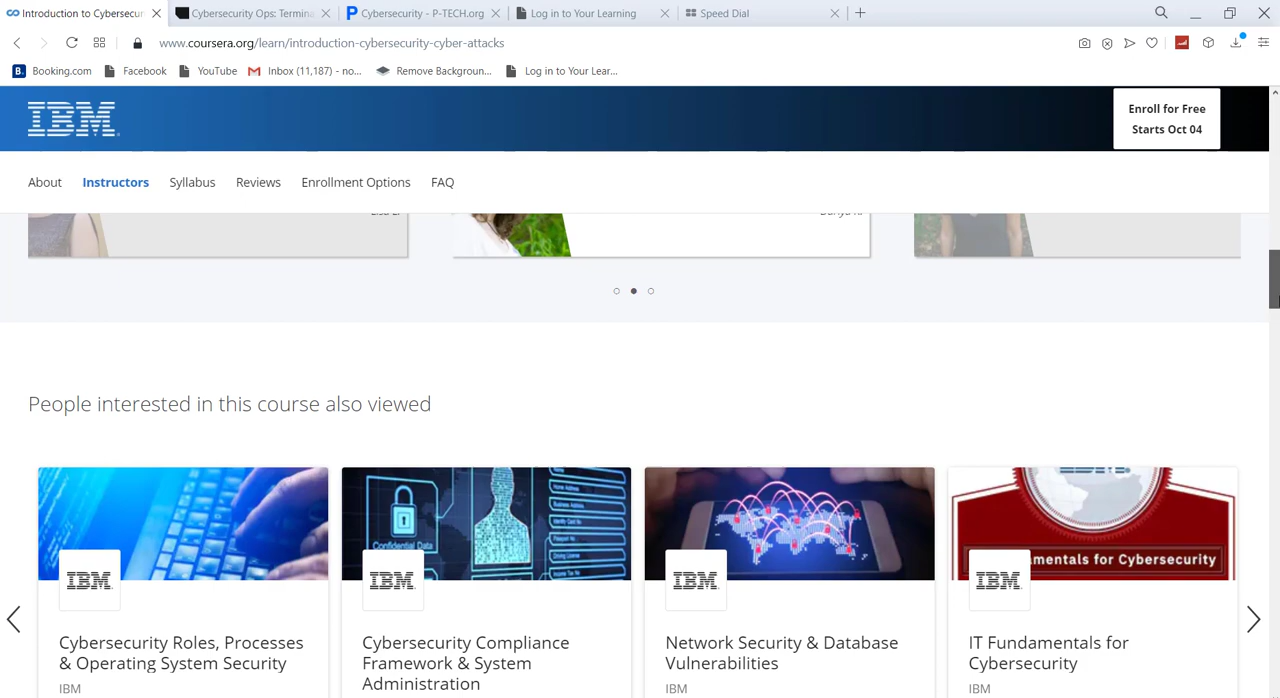 Introduction to Cybersecur
Cybersecurity Ops: Termina
Cybersecurity - P-TECH.org
Log in to Your Learning
Speed Dial
www.coursera.org/learn/introduction-cybersecurity-cyber-attacks
Booking.com
Facebook
YouTube
Inbox (11,187) - no...
Remove Backgroun...
Log in to Your Lear...
IBM
Enroll for Free
Starts Oct 04
About
Instructors
Syllabus
Reviews
Enrollment Options
FAQ
People interested in this course also viewed
Confidential Data
IBM
IBM
IBM
IBM
mentals for Cybersecurity
Cybersecurity Roles, Processes
& Operating System Security
IBM
Cybersecurity Compliance
Framework & System
Administration
Network Security & Database
Vulnerabilities
IBM
IT Fundamentals for
Cybersecurity
IBM